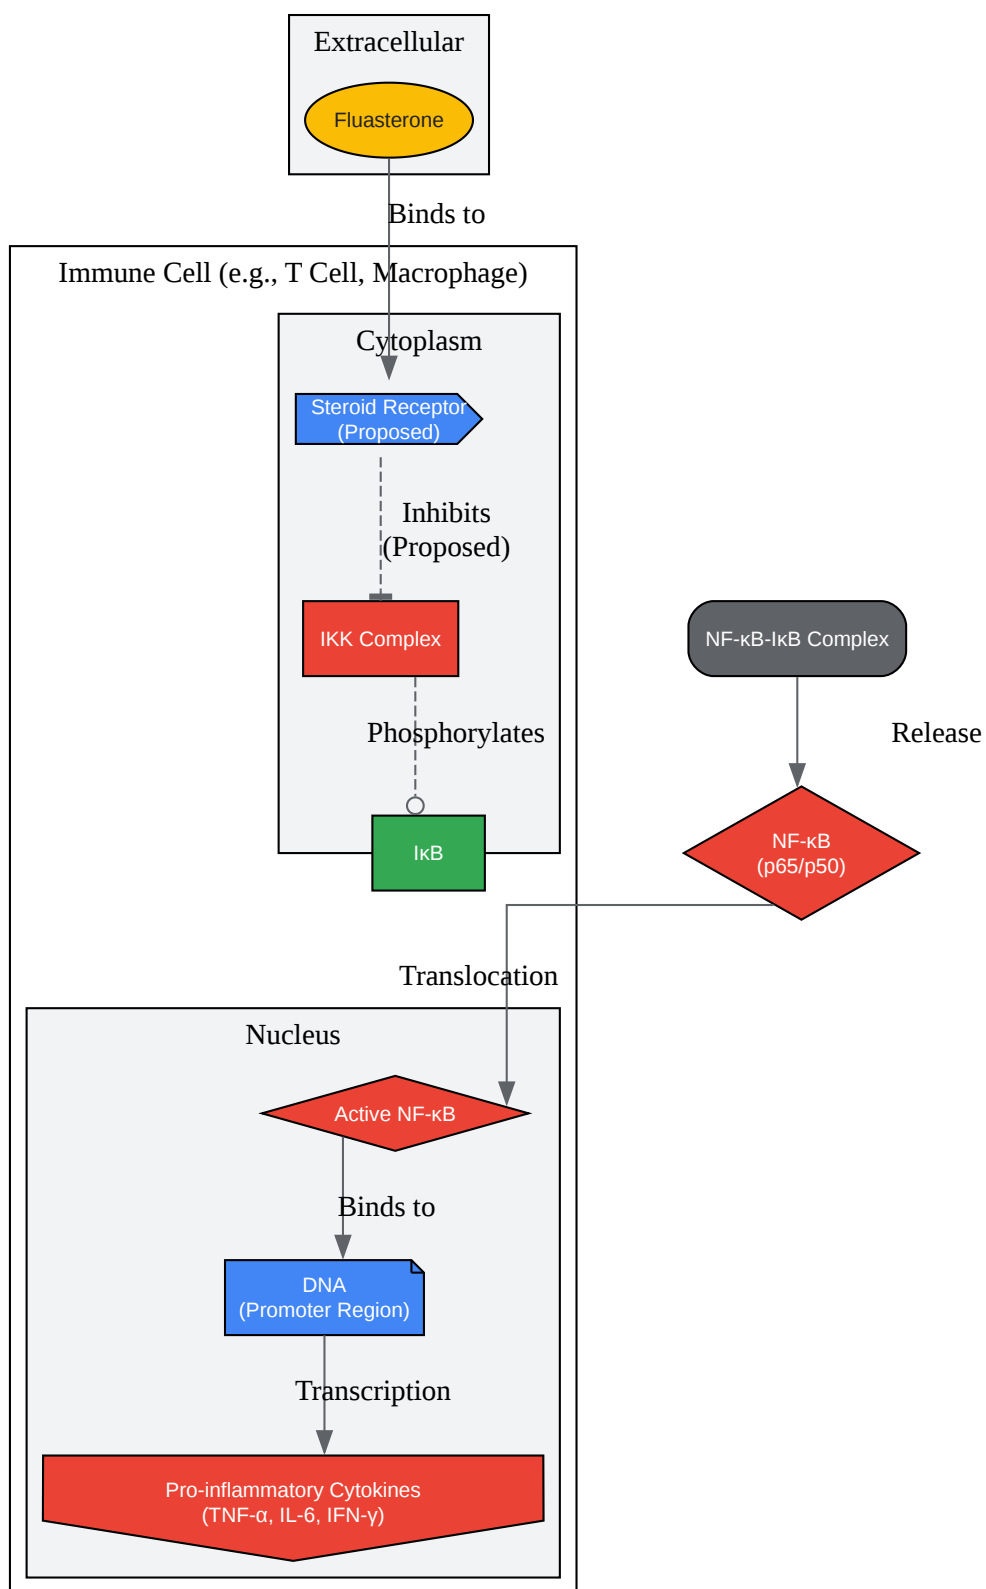 Extracellular
Fluasterone
Binds to
Immune Cell (e.g., T Cell, Macrophage)
Cytoplasm
Steroid Receptor
(Proposed)
Inhibits
(Proposed)
IKK Complex
NF-κB-IκB Complex
Phosphorylates
Release
IκB
NF-κB
(p65/p50)
Translocation
Nucleus
Active NF-κB
Binds to
DNA
(Promoter Region)
Transcription
Pro-inflammatory Cytokines
(TNF-α, IL-6, IFN-γ)